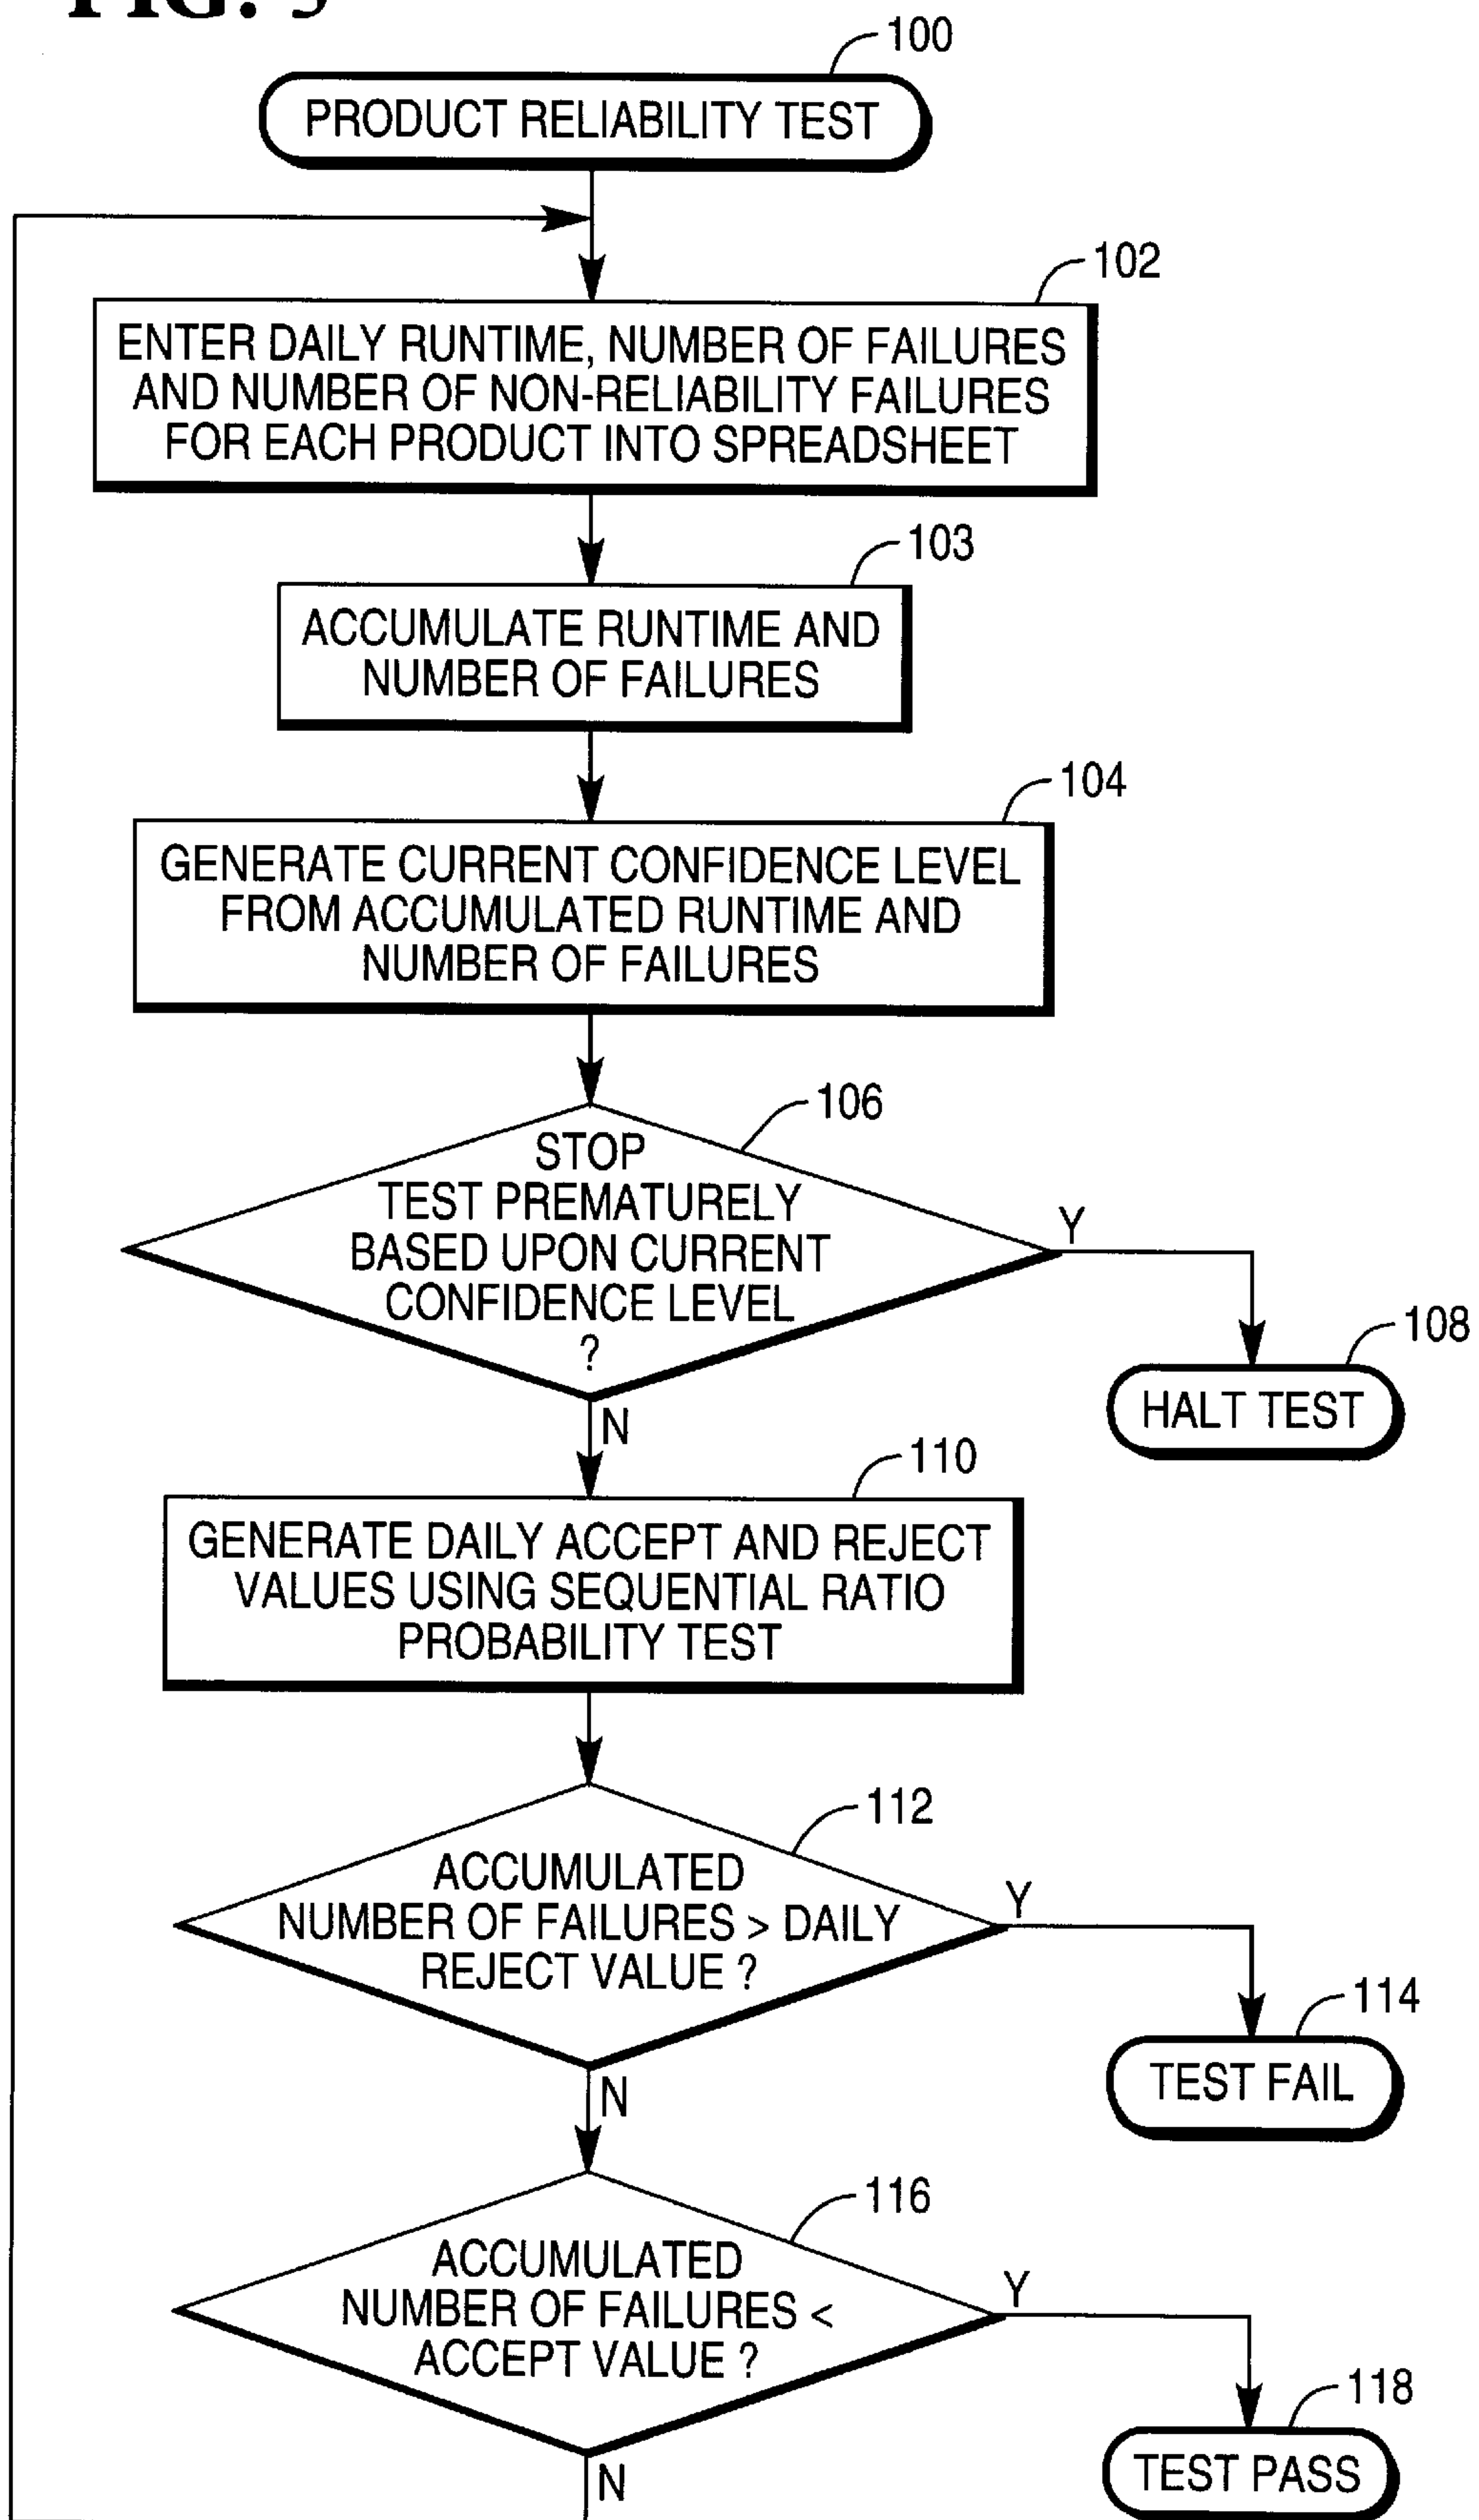 FIG. 5
100
PRODUCT RELIABILITY TEST
102
ENTER DAILY RUNTIME, NUMBER OF FAILURES
AND NUMBER OF NON-RELIABILITY FAILURES
FOR EACH PRODUCT INTO SPREADSHEET
103
ACCUMULATE RUNTIME AND
NUMBER OF FAILURES
104
GENERATE CURRENT CONFIDENCE LEVEL
FROM ACCUMULATED RUNTIME AND
NUMBER OF FAILURES
106
STOP
TEST PREMATURELY
BASED UPON CURRENT
CONFIDENCE LEVEL
?
Y
108
HALT TEST
N
110
GENERATE DAILY ACCEPT AND REJECT
VALUES USING SEQUENTIAL RATIO
PROBABILITY TEST
112
ACCUMULATED
NUMBER OF FAILURES > DAILY
REJECT VALUE ?
Y
114
TEST FAIL
N
116
ACCUMULATED
NUMBER OF FAILURES <
ACCEPT VALUE ?
Y
118
TEST PASS
N